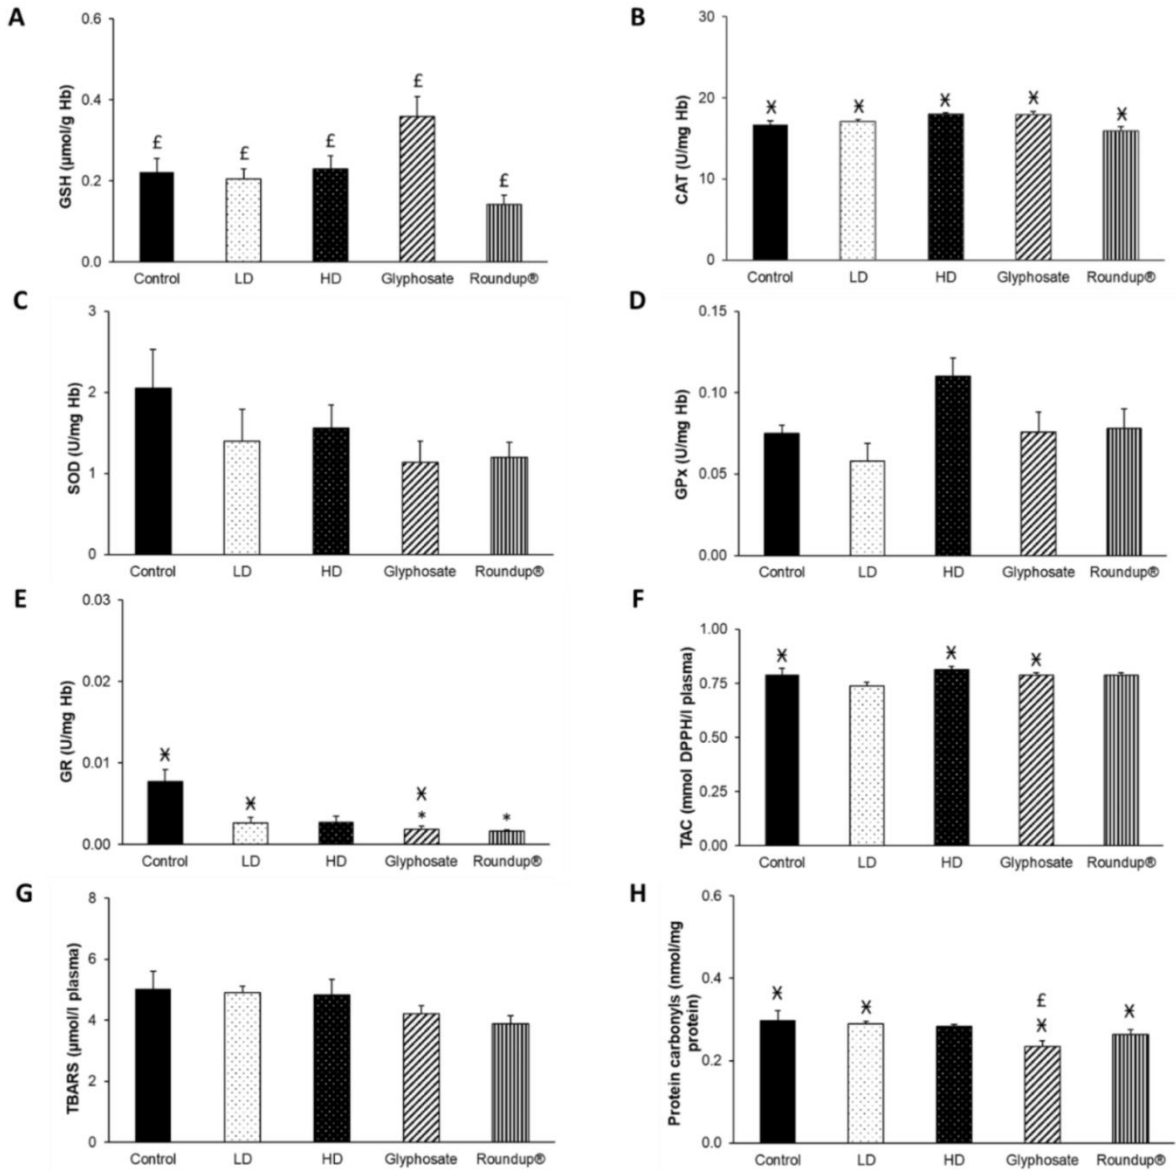 A
GSH (µmol/g Hb)
0.6
0.4
0.2
0.0
£
£
£
£
£
Control LD HD Glyphosate Roundup®
B
CAT (U/mg Hb)
30
20
10
0
ӿ
ӿ
ӿ
ӿ
ӿ
Control LD HD Glyphosate Roundup®
C
SOD (U/mg Hb)
3
2
1
0
Control LD HD Glyphosate Roundup®
D
GPx (U/mg Hb)
0.15
0.10
0.05
0.00
Control LD HD Glyphosate Roundup®
E
GR (U/mg Hb)
0.03
0.02
0.01
0.00
ӿ
ӿ
ӿ
*
*
Control LD HD Glyphosate Roundup®
F
TAC (mmol DPPH/l plasma)
1.00
0.75
0.50
0.25
0.00
ӿ
ӿ
ӿ
Control LD HD Glyphosate Roundup®
G
TBARS (µmol/l plasma)
8
6
4
2
0
Control LD HD Glyphosate Roundup®
H
Protein carbonyls (nmol/mg
protein)
0.6
0.4
0.2
0.0
ӿ
ӿ
£
ӿ
ӿ
Control LD HD Glyphosate Roundup®